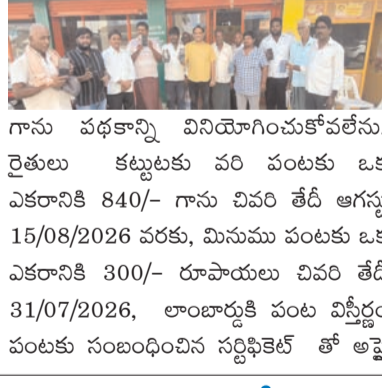 గాను పథకాన్ని వినియోగించుకోవలేను.
రైతులు కట్టుటకు వరి పంటకు ఒక
ఎకరానికి 840/- గాను చివరి తేదీ ఆగస్టు
15/08/2026 వరకు, మినుము పంటకు ఒక
ఎకరానికి 300/- రూపాయలు చివరి తేదీ
31/07/2026, లాంబార్డుకి పంట విస్తీర్ణం
పంటకు సంబంధించిన సర్టిఫికెట్ తో